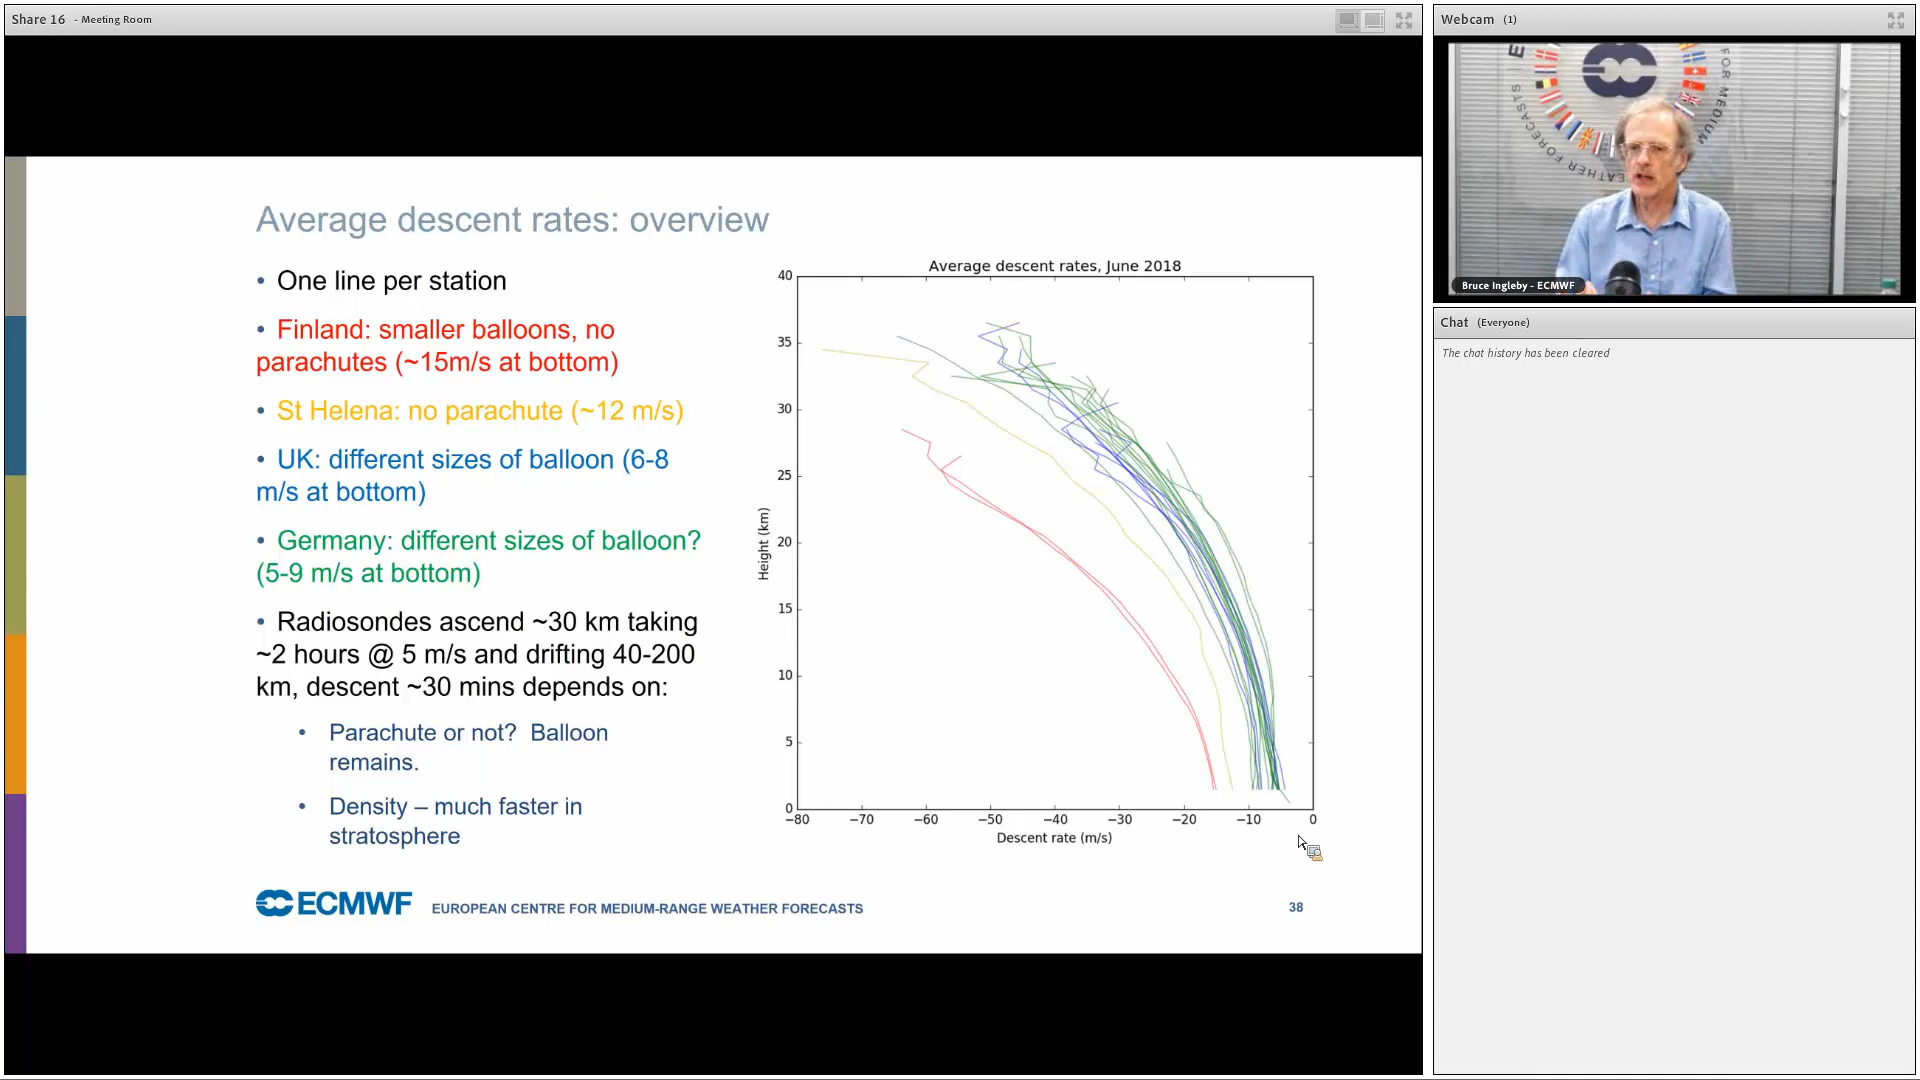 Share 16 - Meeting Room
Average descent rates: overview
• One line per station
• Finland: smaller balloons, no
parachutes (~15m/s at bottom)
• St Helena: no parachute (~12 m/s)
• UK: different sizes of balloon (6-8
m/s at bottom)
• Germany: different sizes of balloon?
(5-9 m/s at bottom)
• Radiosondes ascend ~30 km taking
~2 hours @ 5 m/s and drifting 40-200
km, descent ~30 mins depends on:
• Parachute or not? Balloon
remains.
• Density – much faster in
stratosphere
Average descent rates, June 2018
Height (km)
40
35
30
25
20
15
10
5
0
−80 −70 −60 −50 −40 −30 −20 −10 0
Descent rate (m/s)
ECMWF EUROPEAN CENTRE FOR MEDIUM-RANGE WEATHER FORECASTS
38
Webcam (1)
FOR MEDIUM
WEATHER FORECASTS
Bruce Ingleby - ECMWF
Chat (Everyone)
The chat history has been cleared